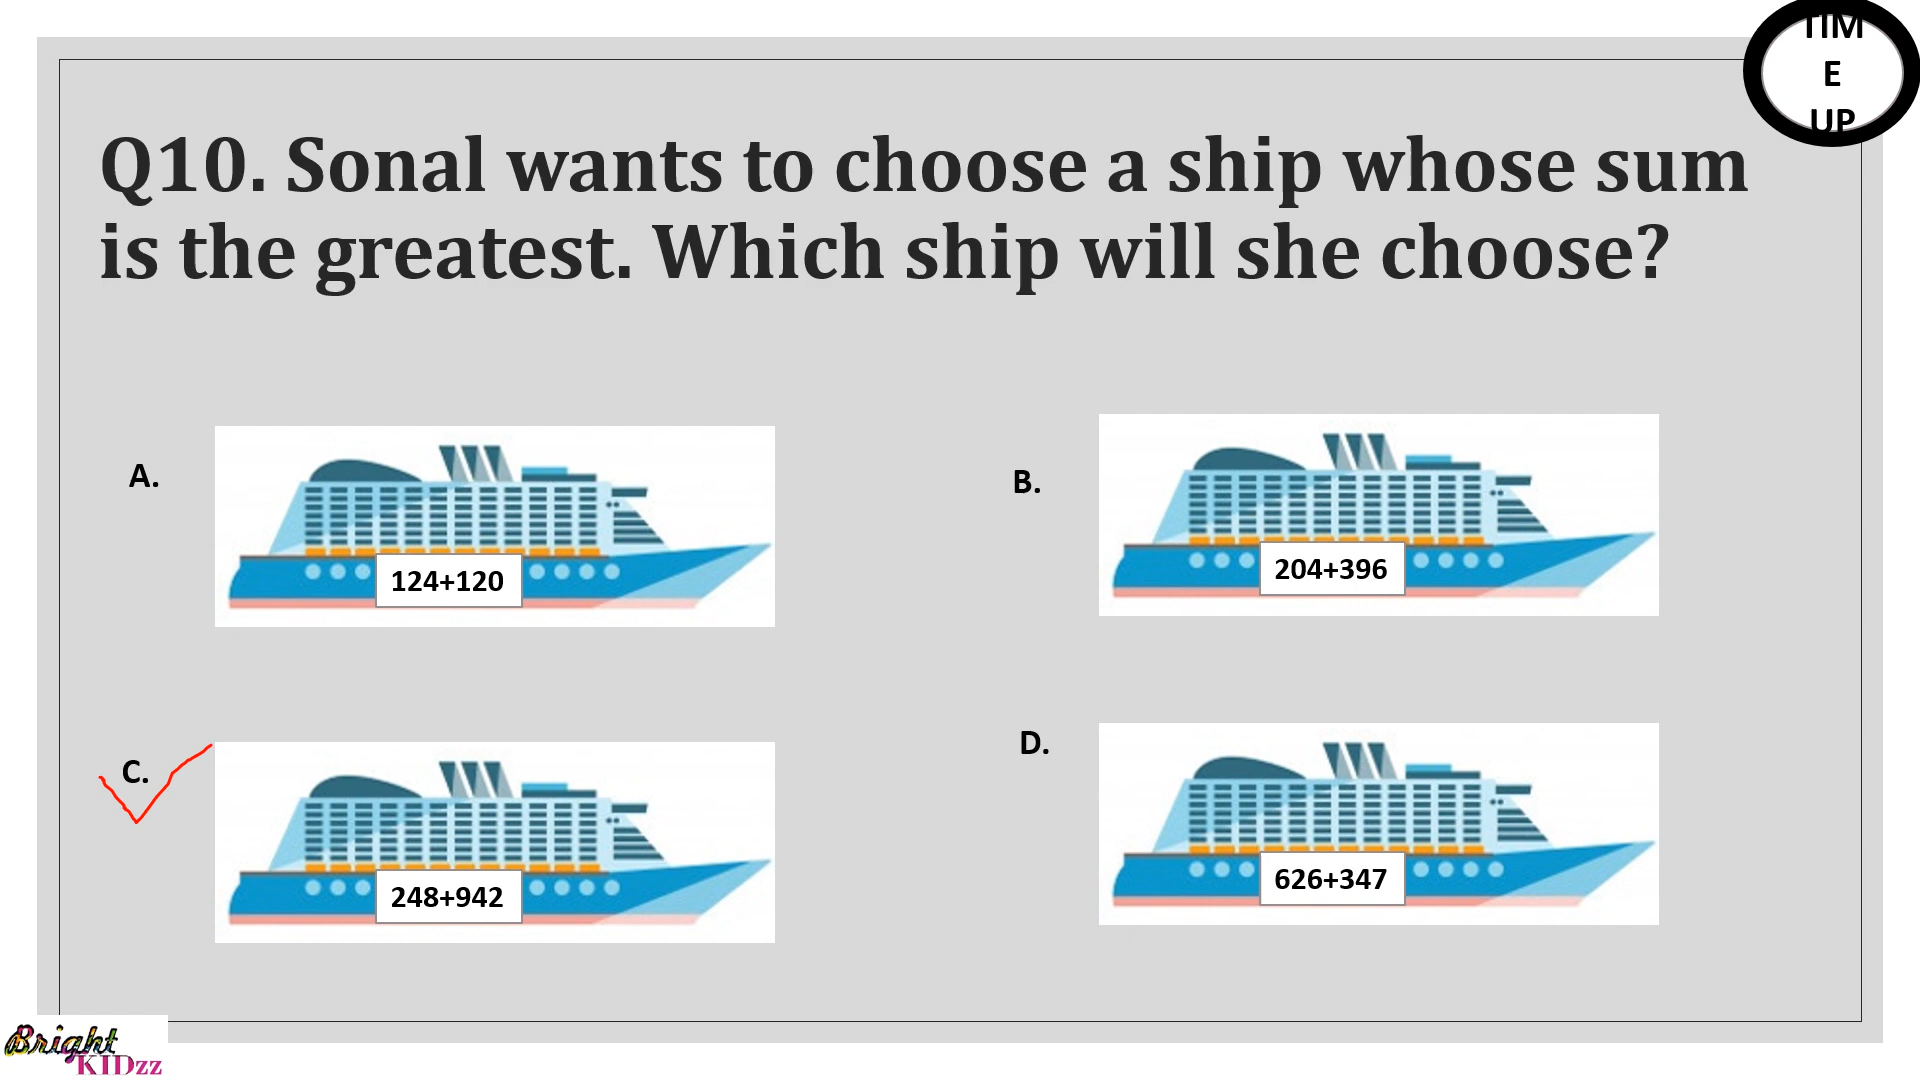 TIM
E
UP
Q10. Sonal wants to choose a ship whose sum
is the greatest. Which ship will she choose?
A.
124+120
B.
204+396
C.
248+942
D.
626+347
Bright
KIDzz